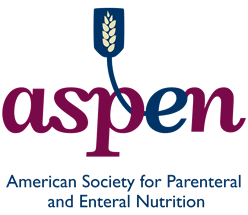 aspen
American Society for Parenteral
and Enteral Nutrition